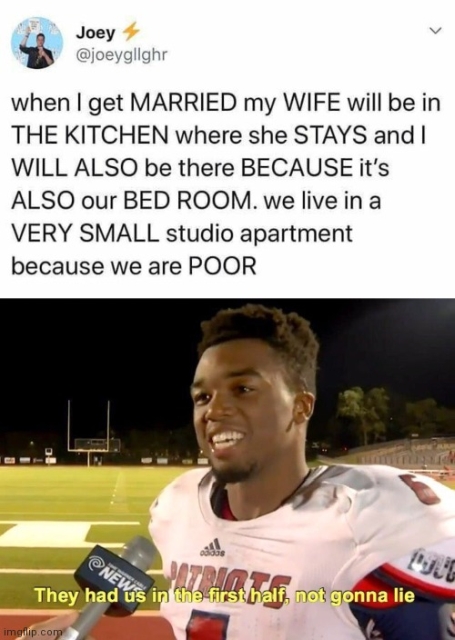 Joey ⚡
@joeygllghr
when I get MARRIED my WIFE will be in
THE KITCHEN where she STAYS and I
WILL ALSO be there BECAUSE it's
ALSO our BED ROOM. we live in a
VERY SMALL studio apartment
because we are POOR
adidas
PATRIOTS
NEWS
They had us in the first half, not gonna lie
imgflip.com